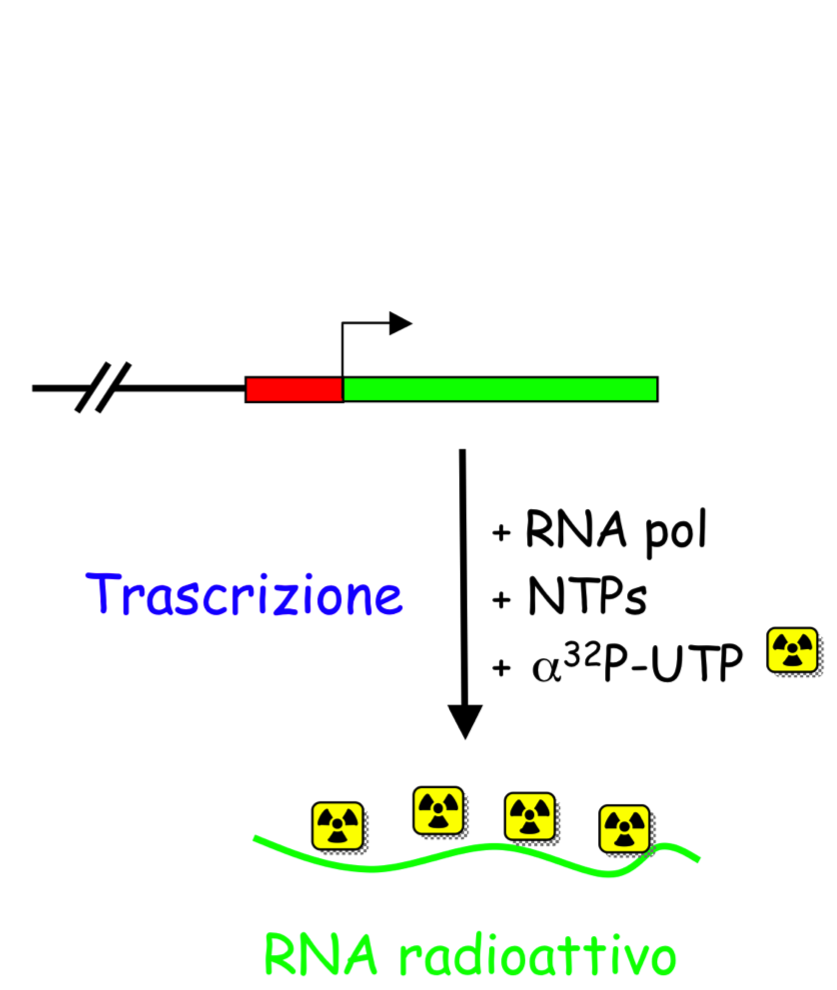 + RNA pol
Trascrizione
+ NTPs
+ α³²P-UTP
RNA radioattivo